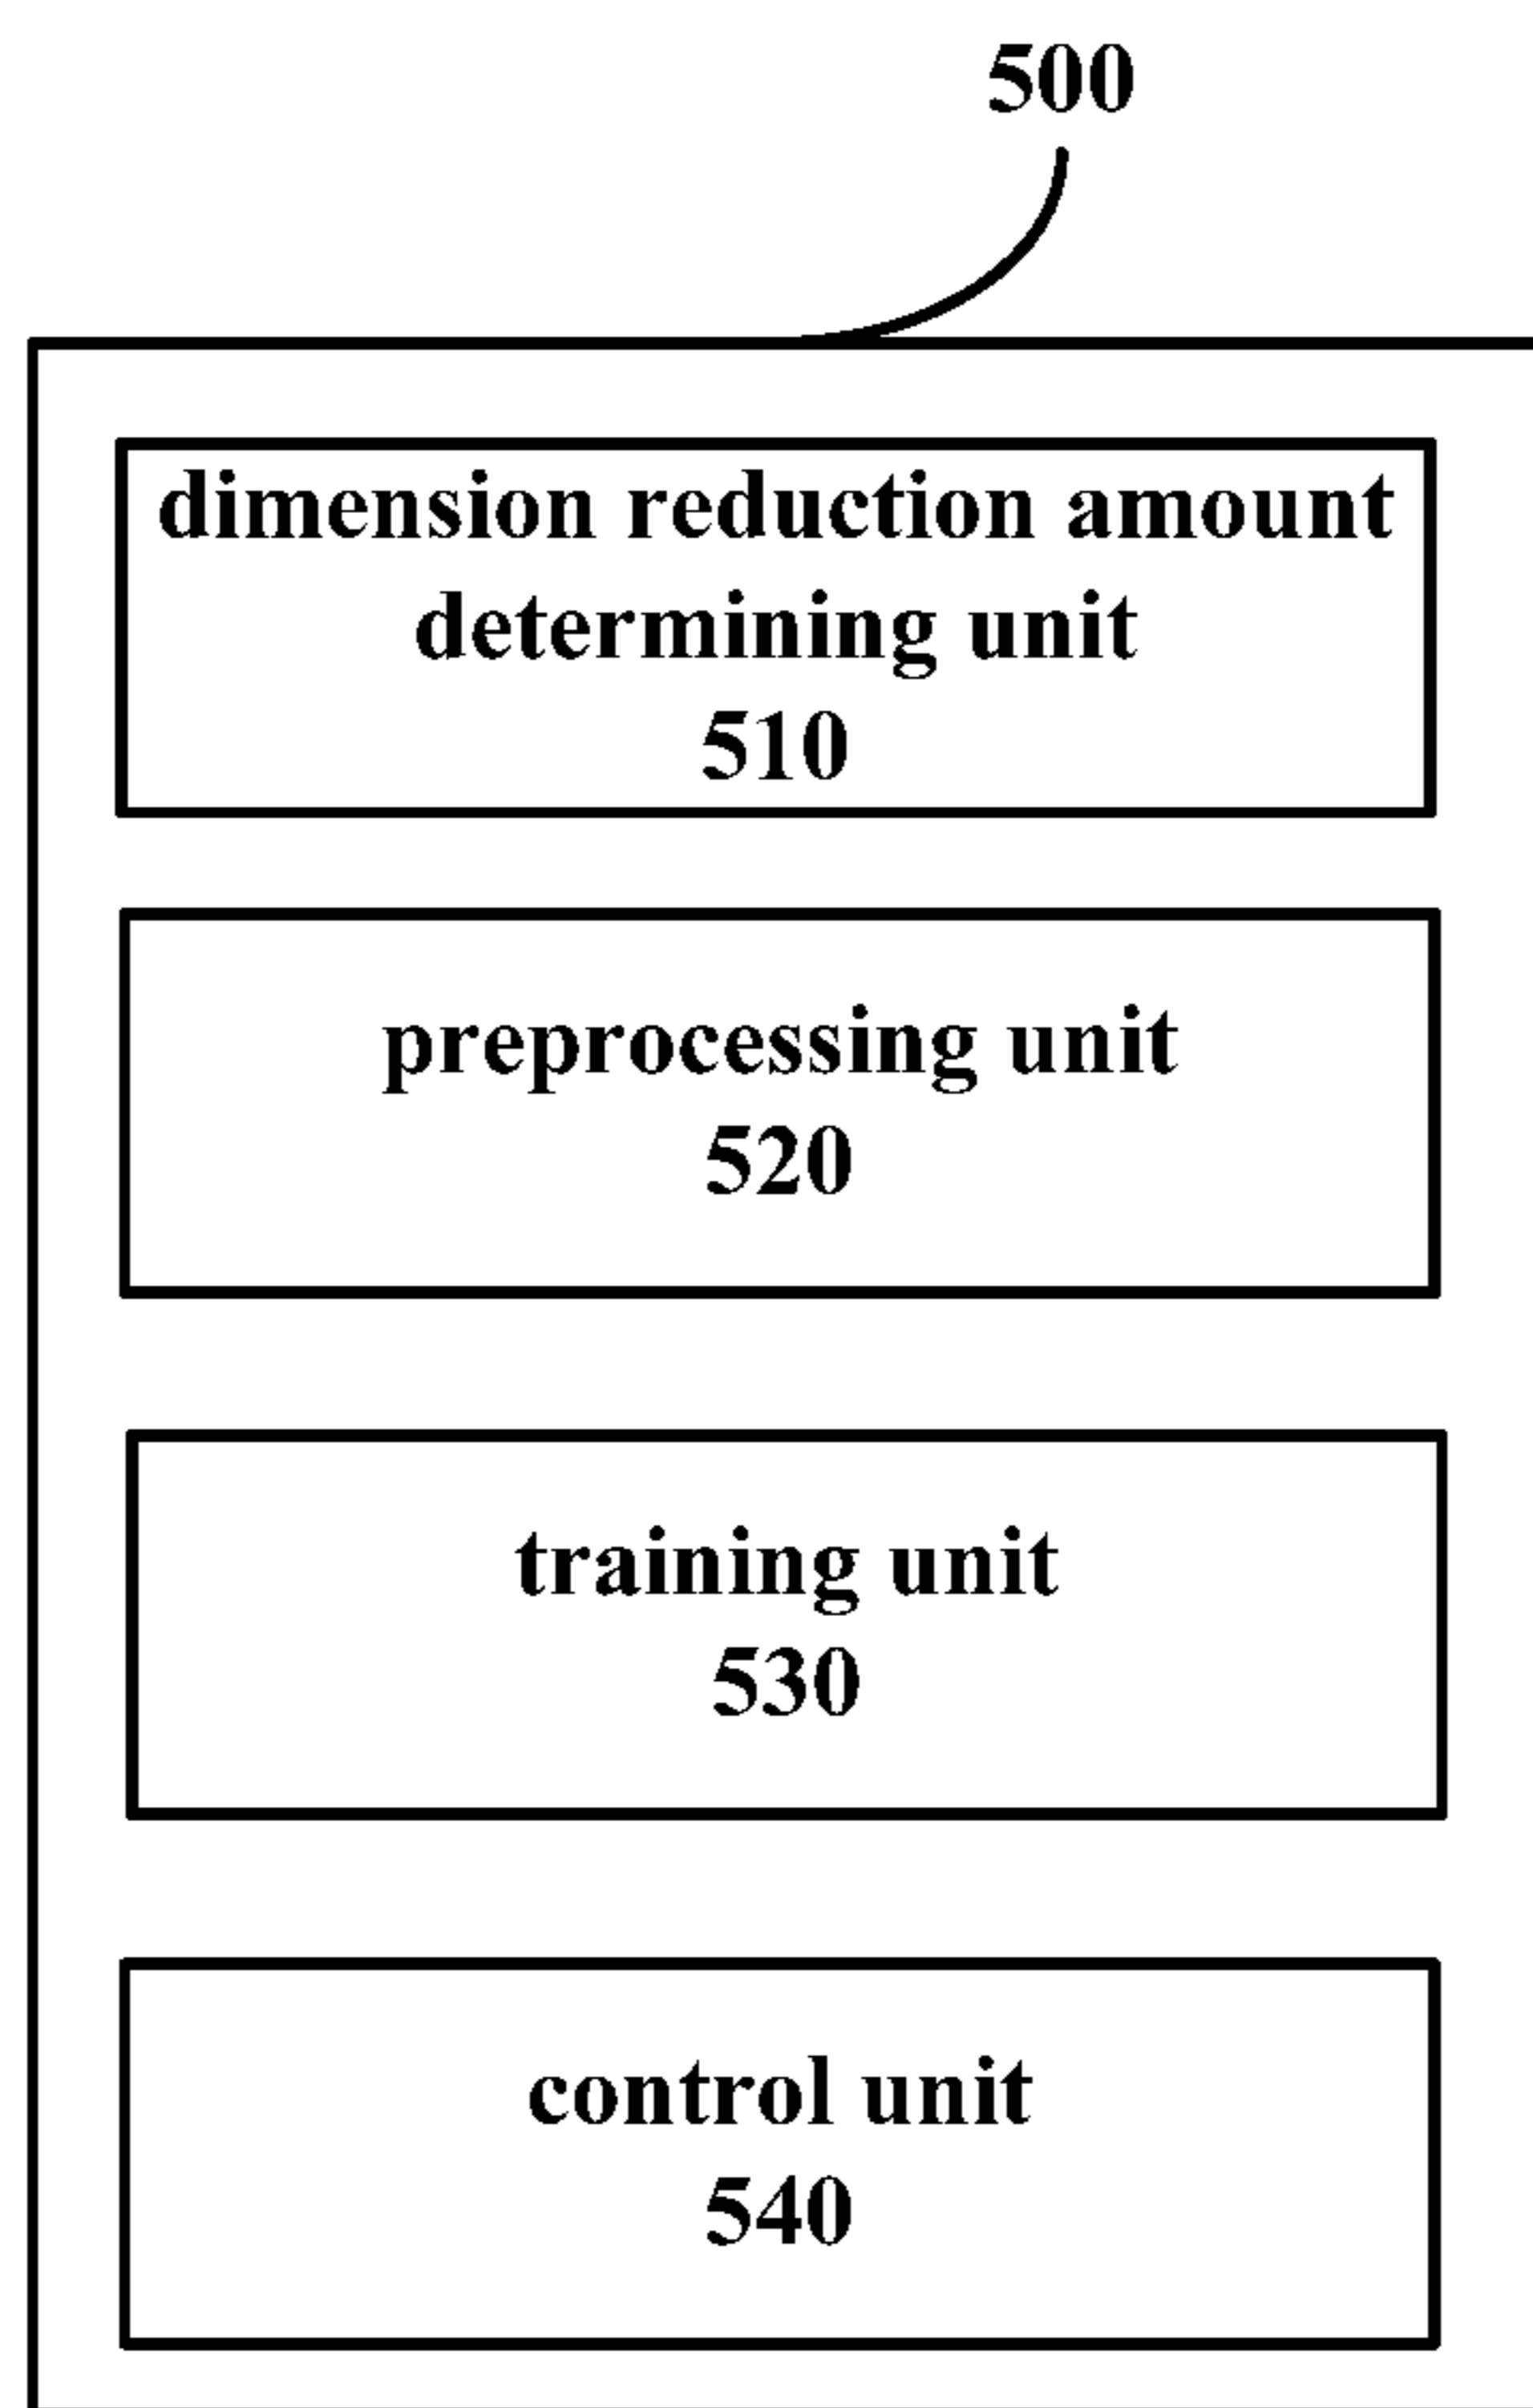 500
dimension reduction amount
determining unit
510
preprocessing unit
520
training unit
530
control unit
540